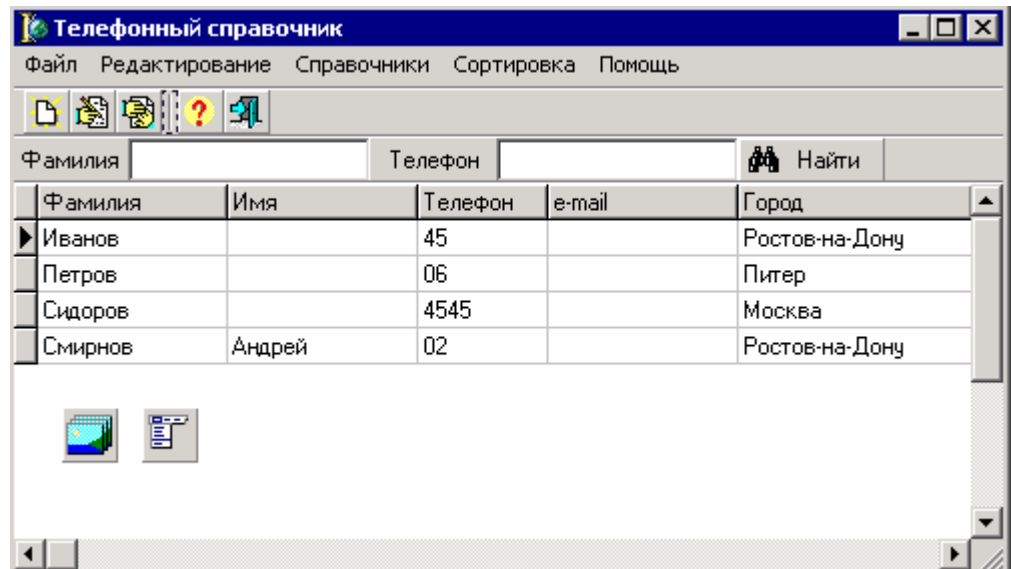 Телефонный справочник
Файл Редактирование Справочники Сортировка Помощь
?
Фамилия Телефон Найти
Фамилия Имя Телефон e-mail Город
Иванов 45 Ростов-на-Дону
Петров 06 Питер
Сидоров 4545 Москва
Смирнов Андрей 02 Ростов-на-Дону